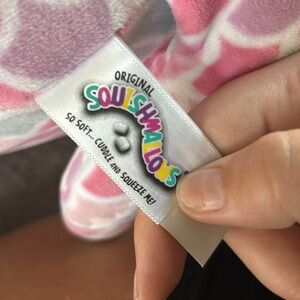 ORIGINAL
SQUISHMALLOWS
SO SOFT... CUDDLE AND SQUEEZE ME!